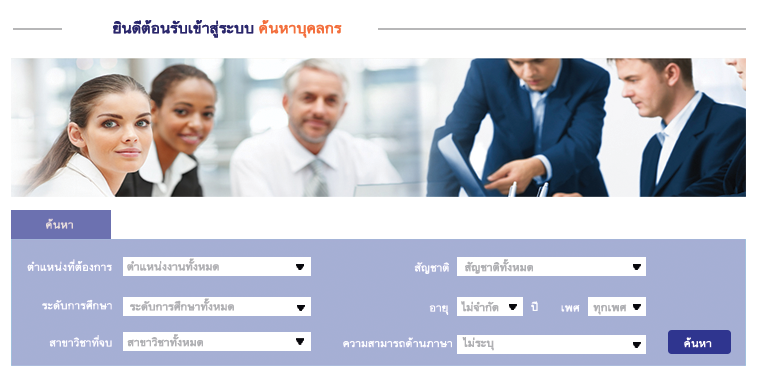 ยินดีต้อนรับเข้าสู่ระบบ ค้นหาบุคลกร
ค้นหา
ตำแหน่งที่ต้องการ ตำแหน่งงานทั้งหมด สัญชาติ สัญชาติทั้งหมด
ระดับการศึกษา ระดับการศึกษาทั้งหมด อายุ ไม่จำกัด ปี เพศ ทุกเพศ
สาขาวิชาที่จบ สาขาวิชาทั้งหมด ความสามารถด้านภาษา ไม่ระบุ ค้นหา